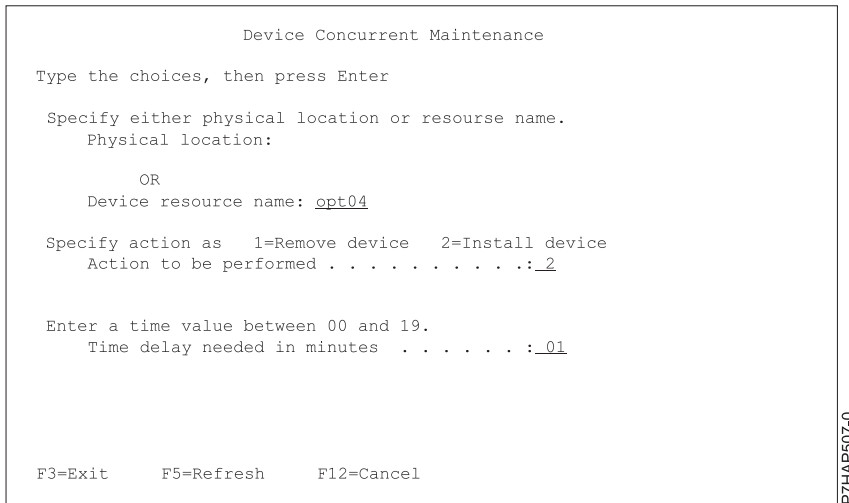 Device Concurrent Maintenance
Type the choices, then press Enter
Specify either physical location or resourse name.
Physical location:
OR
Device resource name: opt04
Specify action as 1=Remove device 2=Install device
Action to be performed . . . . . . . . . .: 2
Enter a time value between 00 and 19.
Time delay needed in minutes . . . . . . : 01
F3=Exit F5=Refresh F12=Cancel